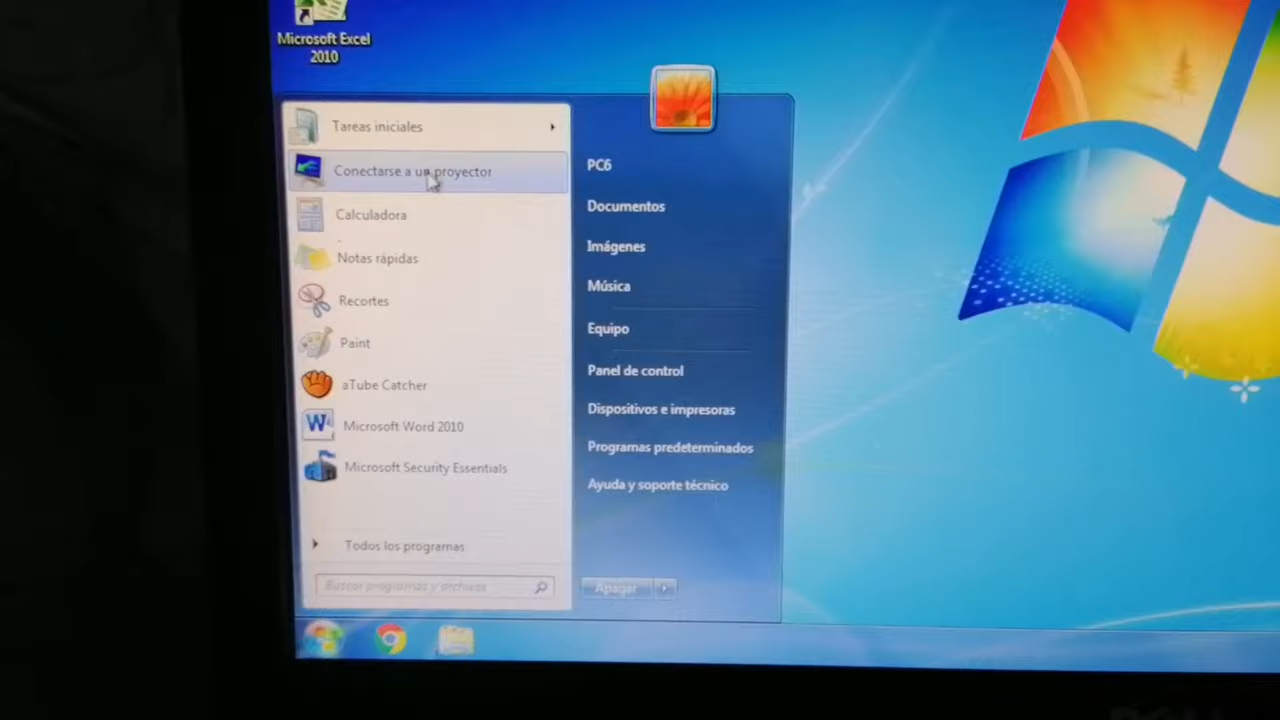 Microsoft Excel
2010
Tareas iniciales
Conectarse a un proyector
Calculadora
Notas rápidas
Recortes
Paint
aTube Catcher
Microsoft Word 2010
Microsoft Security Essentials
Todos los programas
Buscar programas y archivos
PC6
Documentos
Imágenes
Música
Equipo
Panel de control
Dispositivos e impresoras
Programas predeterminados
Ayuda y soporte técnico
Apagar